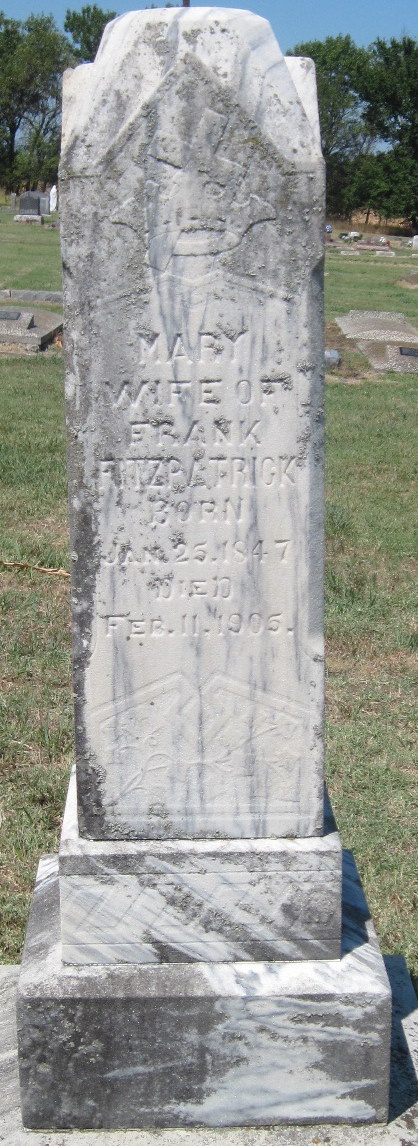 MARY
WIFE OF
FRANK
FITZPATRICK
BORN
JAN. 25. 1847
DIED
FEB. 11. 1905.